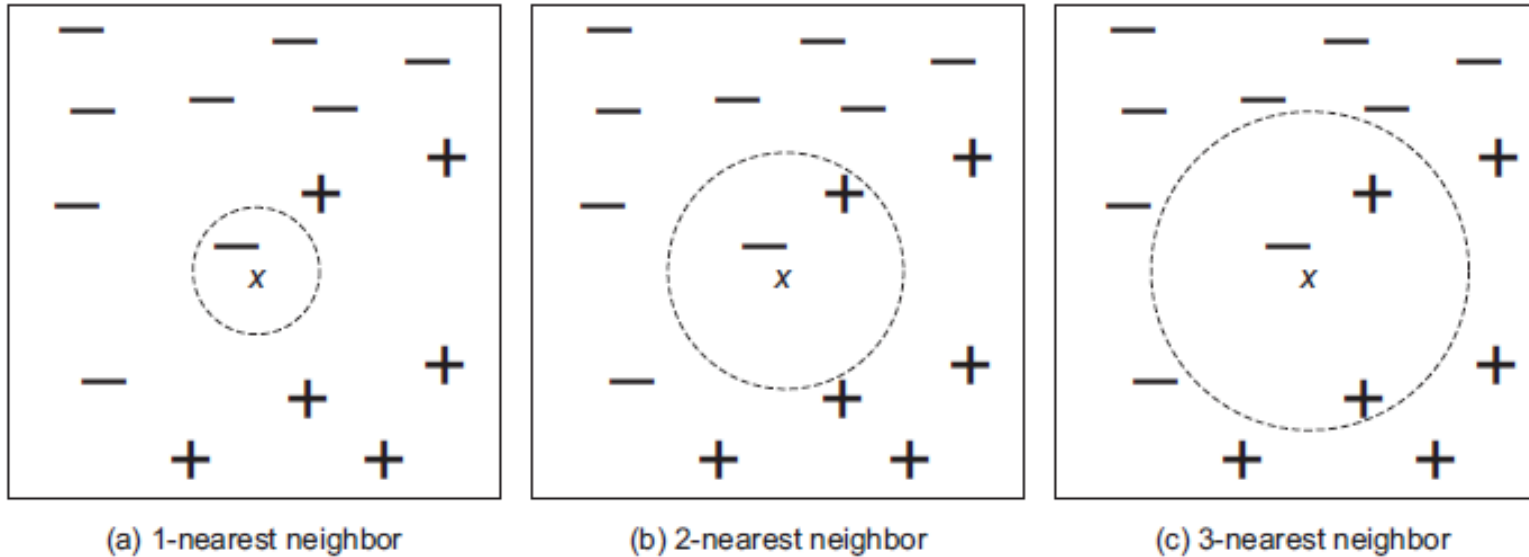 x
x
x
(a) 1-nearest neighbor
(b) 2-nearest neighbor
(c) 3-nearest neighbor